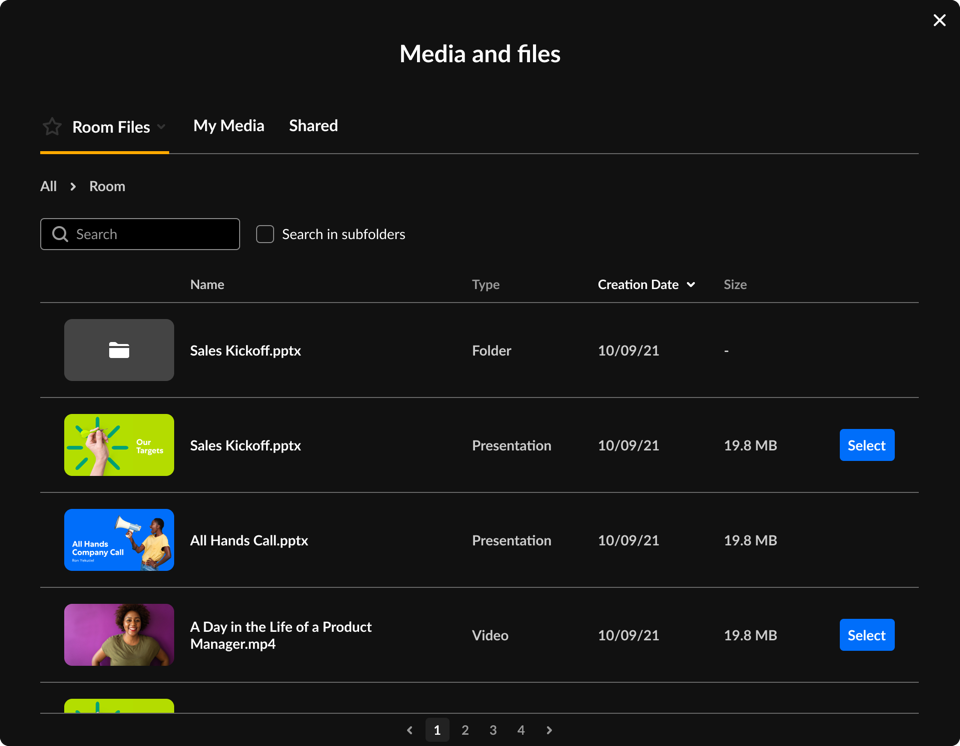 Media and files
Room Files
My Media
Shared
All
Room
Search
Search in subfolders
Name
Type
Creation Date
Size
Sales Kickoff.pptx
Folder
10/09/21
-
Our
Targets
Sales Kickoff.pptx
Presentation
10/09/21
19.8 MB
Select
All Hands
Company Call
All Hands Call.pptx
Presentation
10/09/21
19.8 MB
A Day in the Life of a Product
Manager.mp4
Video
10/09/21
19.8 MB
Select
1
2
3
4